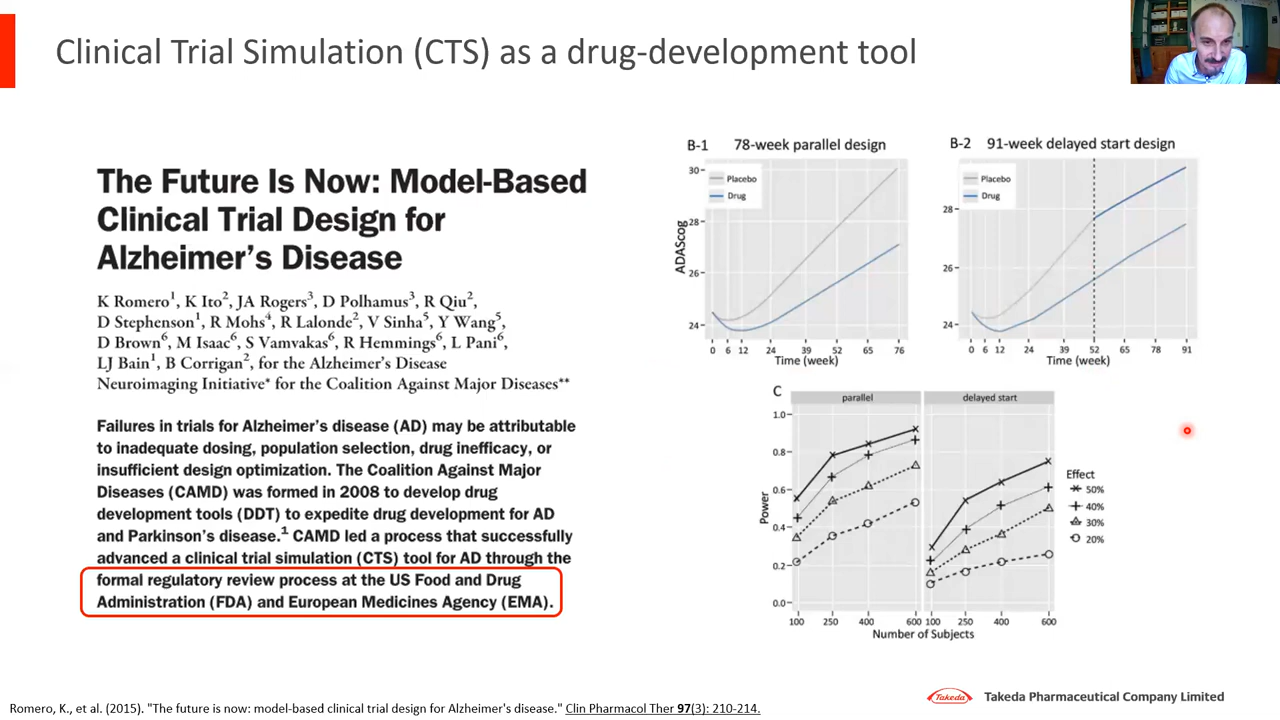 Clinical Trial Simulation (CTS) as a drug-development tool
The Future Is Now: Model-Based
Clinical Trial Design for
Alzheimer's Disease
K Romero1, K Ito2, JA Rogers3, D Polhamus3, R Qiu2,
D Stephenson1, R Mohs4, R Lalonde2, V Sinha5, Y Wang5,
D Brown6, M Isaac6, S Vamvakas6, R Hemmings6, L Pani6,
LJ Bain1, B Corrigan2, for the Alzheimer's Disease
Neuroimaging Initiative* for the Coalition Against Major Diseases**
Failures in trials for Alzheimer's disease (AD) may be attributable
to inadequate dosing, population selection, drug inefficacy, or
insufficient design optimization. The Coalition Against Major
Diseases (CAMD) was formed in 2008 to develop drug
development tools (DDT) to expedite drug development for AD
and Parkinson's disease.1 CAMD led a process that successfully
advanced a clinical trial simulation (CTS) tool for AD through the
formal regulatory review process at the US Food and Drug
Administration (FDA) and European Medicines Agency (EMA).
B-1 78-week parallel design
30
28
26
24
ADAScog
Placebo
Drug
0 6 12 24 39 52 65 76
Time (week)
B-2 91-week delayed start design
28
26
24
Placebo
Drug
0 6 12 24 39 52 65 78 91
Time (week)
C
parallel
delayed start
1.0
0.8
0.6
0.4
0.2
0.0
Power
100 250 400 600
100 250 400 600
Number of Subjects
Effect
50%
40%
30%
20%
Romero, K., et al. (2015). "The future is now: model-based clinical trial design for Alzheimer's disease." Clin Pharmacol Ther 97(3): 210-214.
Takeda
Takeda Pharmaceutical Company Limited